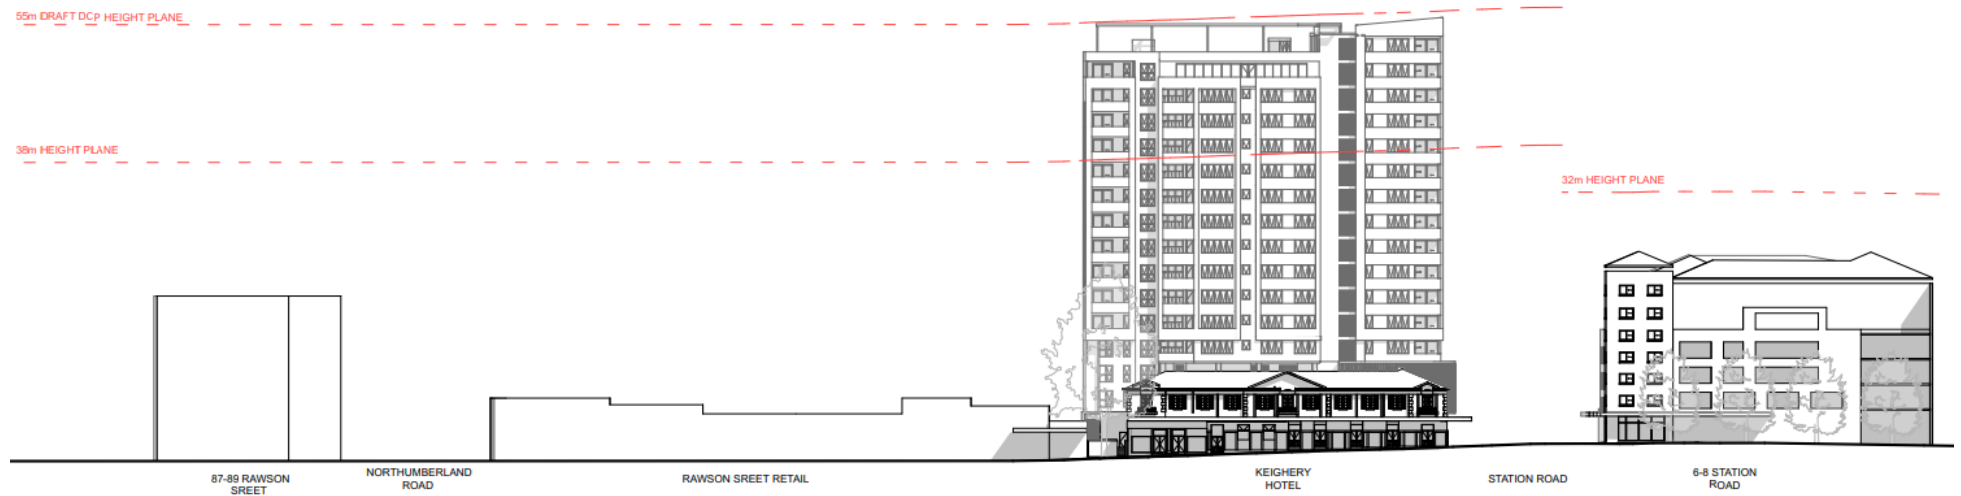 55m DRAFT DCP HEIGHT PLANE
38m HEIGHT PLANE
32m HEIGHT PLANE
87-89 RAWSON
SREET
NORTHUMBERLAND
ROAD
RAWSON SREET RETAIL
KEIGHERY
HOTEL
STATION ROAD
6-8 STATION
ROAD